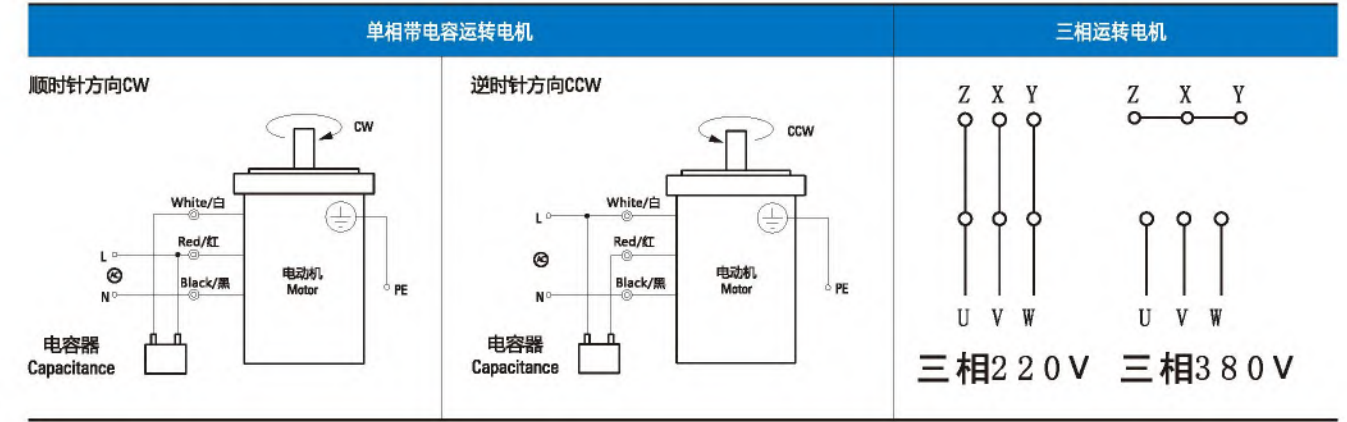 单相带电容运转电机
三相运转电机
顺时针方向CW
CW
White/白
Red/红
L
AC
Black/黑
N
电动机
Motor
PE
电容器
Capacitance
逆时针方向CCW
CCW
White/白
L
Red/红
AC
Black/黑
N
电动机
Motor
PE
电容器
Capacitance
Z X Y
U V W
三相220V
Z X Y
U V W
三相380V